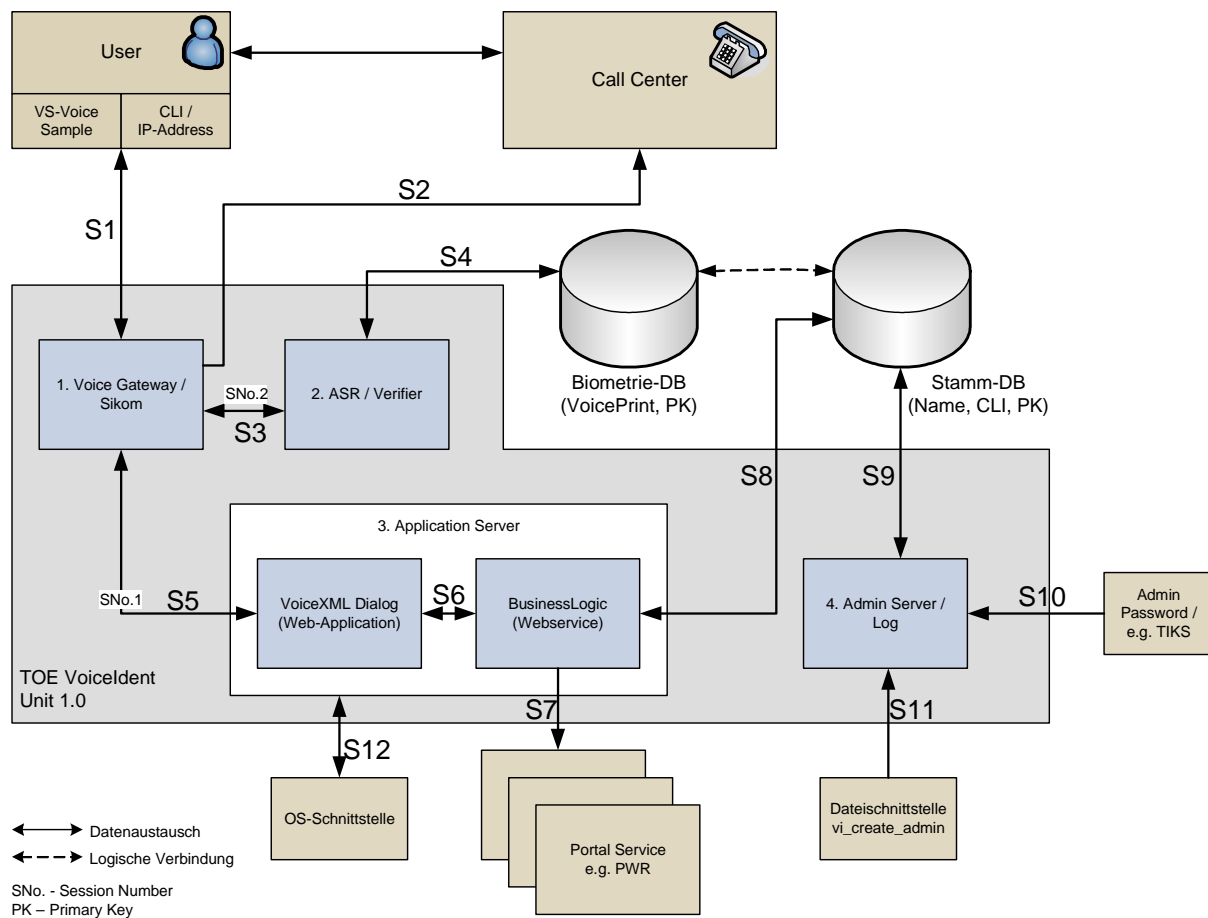 User
VS-Voice
Sample
CLI /
IP-Address
Call Center
S1
S2
S4
Biometrie-DB
(VoicePrint, PK)
Stamm-DB
(Name, CLI, PK)
1. Voice Gateway /
Sikom
SNo.2
S3
2. ASR / Verifier
S8
S9
3. Application Server
SNo.1
S5
VoiceXML Dialog
(Web-Application)
S6
BusinessLogic
(Webservice)
4. Admin Server /
Log
S10
Admin
Password /
e.g. TIKS
TOE VoiceIdent
Unit 1.0
S7
S11
S12
OS-Schnittstelle
Portal Service
e.g. PWR
Dateischnittstelle
vi_create_admin
Datenaustausch
Logische Verbindung
SNo. - Session Number
PK – Primary Key